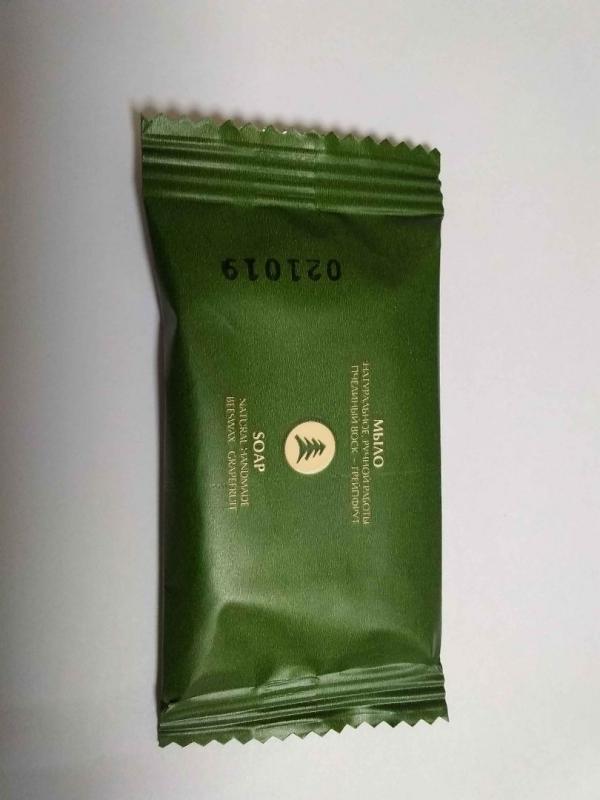 МЫЛО
НАТУРАЛЬНОЕ, РУЧНОЙ РАБОТЫ
ПЧЕЛИНЫЙ ВОСК – ГРЕЙПФРУТ
SOAP
NATURAL HANDMADE
BEESWAX - GRAPEFRUIT
021019